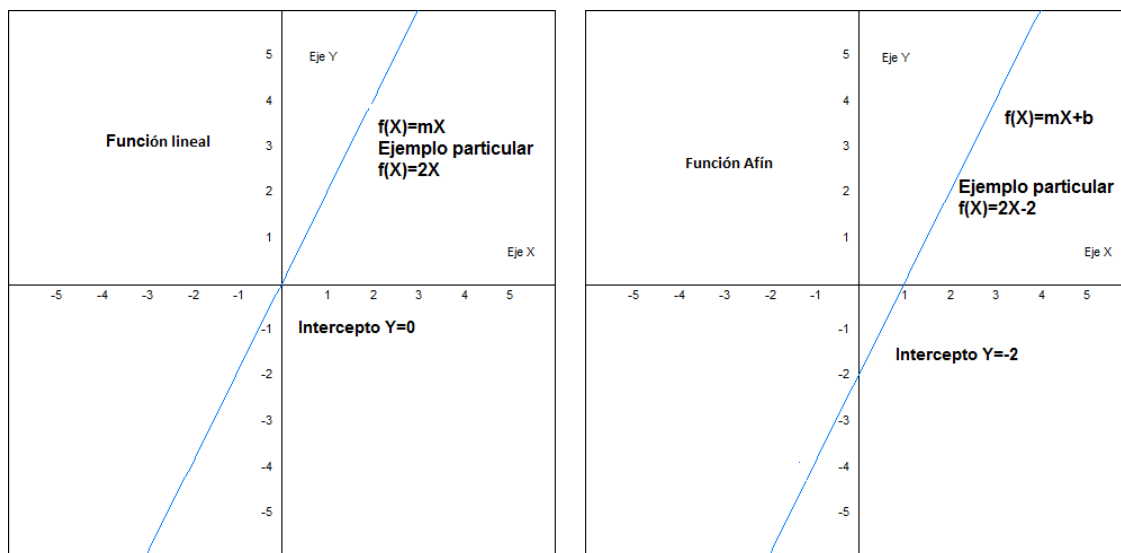 5
Eje Y
4
f(X)=mX
Función lineal
3
Ejemplo particular
f(X)=2X
2
1
Eje X
-5 -4 -3 -2 -1 1 2 3 4 5
-1
Intercepto Y=0
-2
-3
-4
-5
5
Eje Y
4
f(X)=mX+b
3
Función Afín
Ejemplo particular
2
f(X)=2X-2
1
Eje X
-5 -4 -3 -2 -1 1 2 3 4 5
-1
Intercepto Y=-2
-2
-3
-4
-5